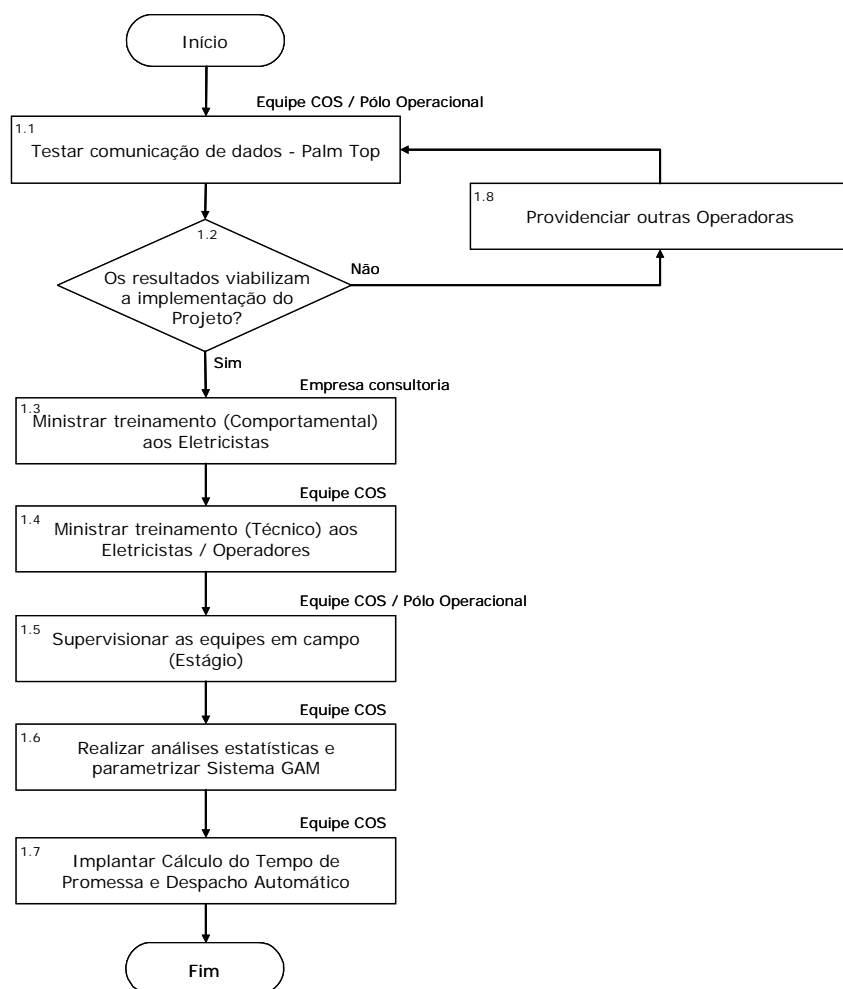 Início
Equipe COS / Pólo Operacional
1.1
Testar comunicação de dados - Palm Top
1.8
Providenciar outras Operadoras
1.2
Os resultados viabilizam
a implementação do
Projeto?
Não
Sim
Empresa consultoria
1.3
Ministrar treinamento (Comportamental)
aos Eletricistas
Equipe COS
1.4
Ministrar treinamento (Técnico) aos
Eletricistas / Operadores
Equipe COS / Pólo Operacional
1.5
Supervisionar as equipes em campo
(Estágio)
Equipe COS
1.6
Realizar análises estatísticas e
parametrizar Sistema GAM
Equipe COS
1.7
Implantar Cálculo do Tempo de
Promessa e Despacho Automático
Fim